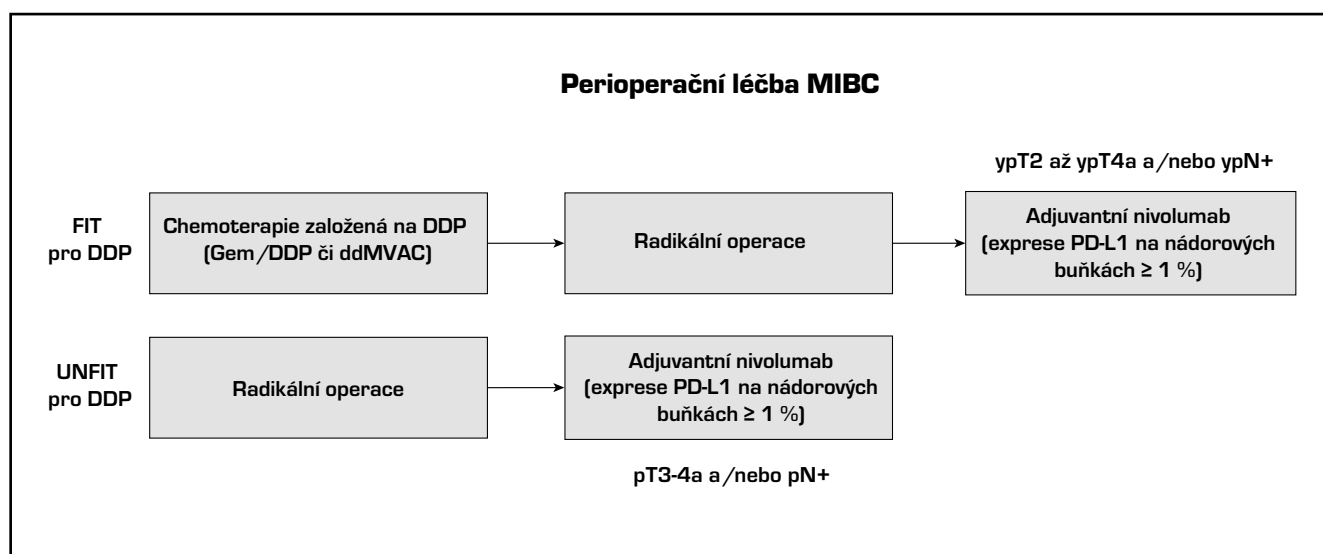 Perioperační léčba MIBC
FIT
pro DDP
Chemoterapie založená na DDP
(Gem/DDP či ddMVAC)
Radikální operace
ypT2 až ypT4a a/nebo ypN+
Adjuvantní nivolumab
(exprese PD-L1 na nádorových
buňkách ≥ 1 %)
UNFIT
pro DDP
Radikální operace
Adjuvantní nivolumab
(exprese PD-L1 na nádorových
buňkách ≥ 1 %)
pT3-4a a/nebo pN+